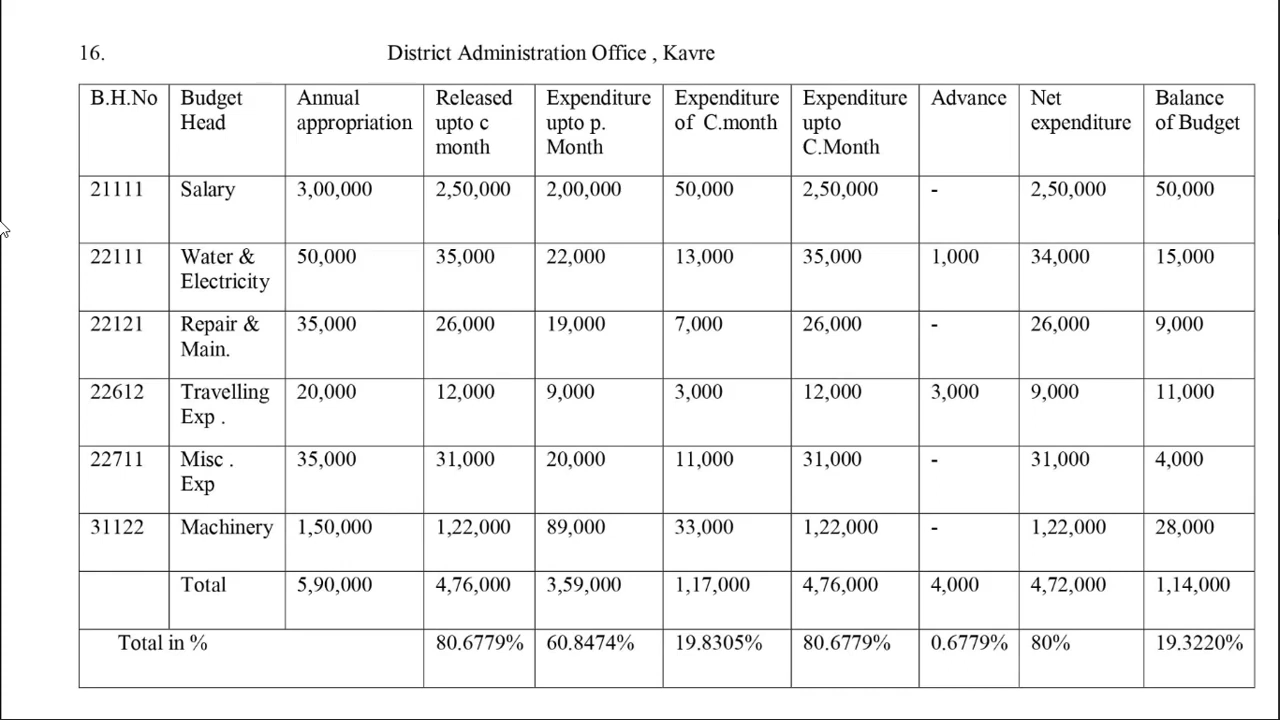 16. District Administration Office , Kavre
B.H.No Budget Head Annual appropriation Released upto c month Expenditure upto p. Month Expenditure of C.month Expenditure upto C.Month Advance Net expenditure Balance of Budget
21111 Salary 3,00,000 2,50,000 2,00,000 50,000 2,50,000 - 2,50,000 50,000
22111 Water & Electricity 50,000 35,000 22,000 13,000 35,000 1,000 34,000 15,000
22121 Repair & Main. 35,000 26,000 19,000 7,000 26,000 - 26,000 9,000
22612 Travelling Exp . 20,000 12,000 9,000 3,000 12,000 3,000 9,000 11,000
22711 Misc . Exp 35,000 31,000 20,000 11,000 31,000 - 31,000 4,000
31122 Machinery 1,50,000 1,22,000 89,000 33,000 1,22,000 - 1,22,000 28,000
Total 5,90,000 4,76,000 3,59,000 1,17,000 4,76,000 4,000 4,72,000 1,14,000
Total in % 80.6779% 60.8474% 19.8305% 80.6779% 0.6779% 80% 19.3220%